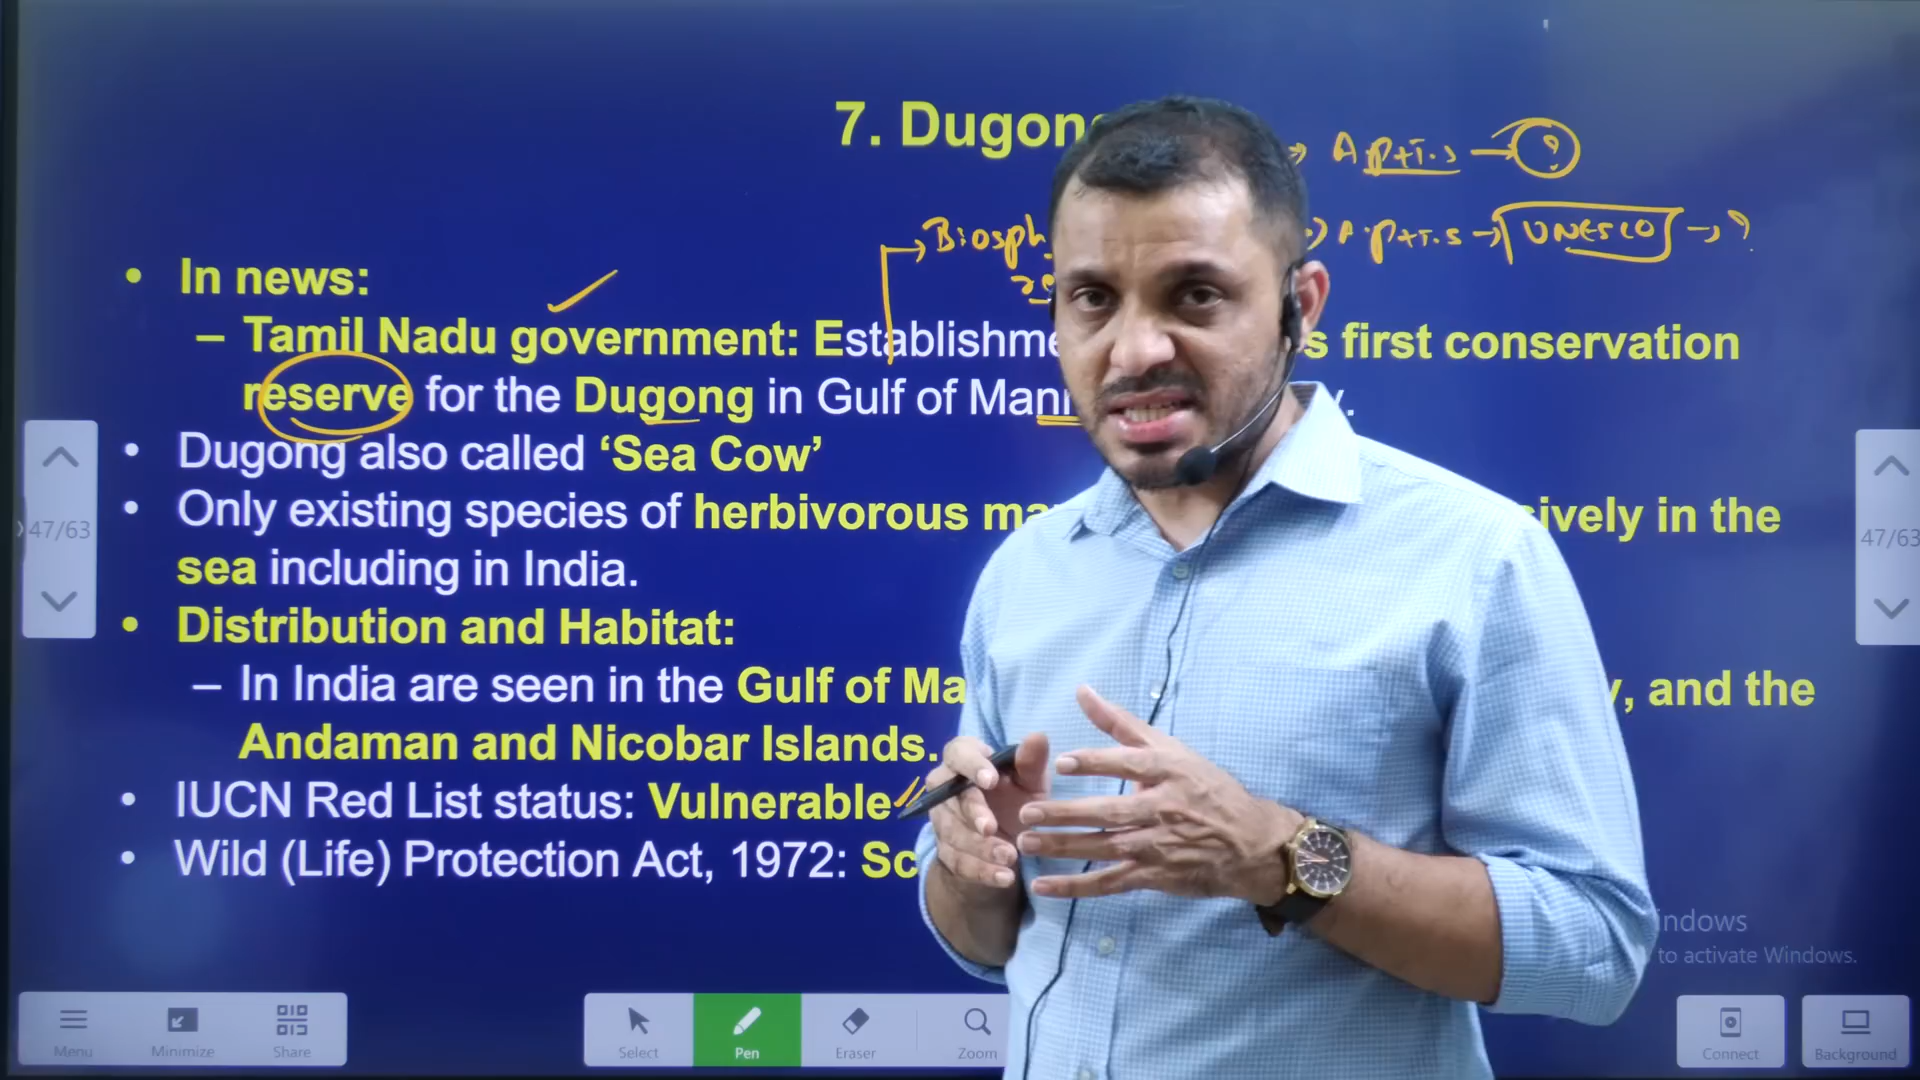 7. Dugong
A.P+T.S → ?
Biosph → A.P+T.S → UNESCO → ?
• In news:
– Tamil Nadu government: Establishme s first conservation
reserve for the Dugong in Gulf of Man y.
• Dugong also called ‘Sea Cow’
• Only existing species of herbivorous ma sively in the
sea including in India.
• Distribution and Habitat:
– In India are seen in the Gulf of Ma y, and the
Andaman and Nicobar Islands.
• IUCN Red List status: Vulnerable
• Wild (Life) Protection Act, 1972: Sc
47/63
47/63
indows
to activate Windows.
Menu Minimize Share Select Pen Eraser Zoom Connect Background